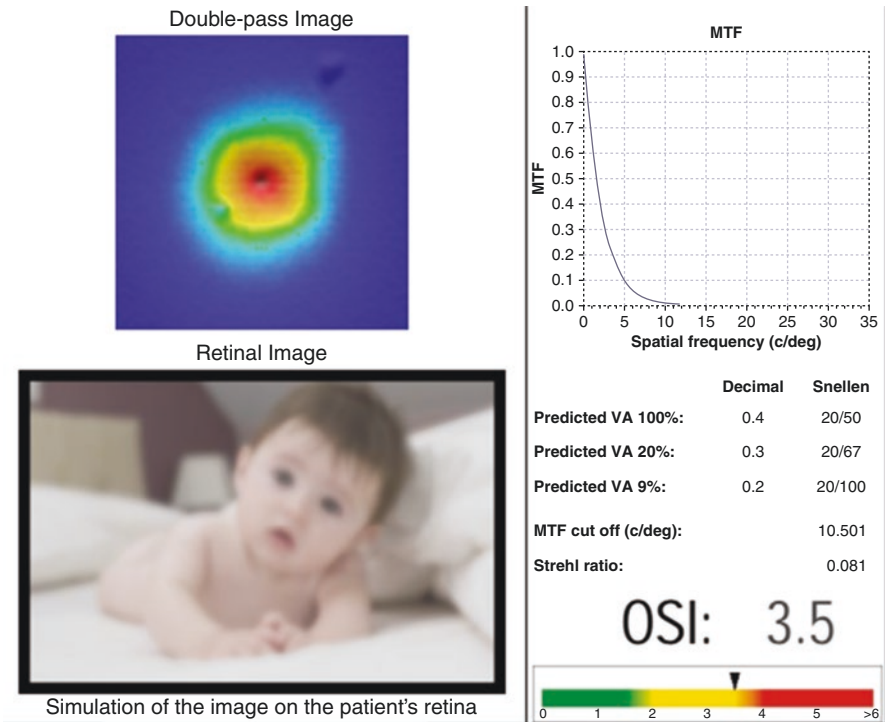 Double-pass Image
Retinal Image
Simulation of the image on the patient's retina
MTF
1.0
0.9
0.8
0.7
0.6
0.5
0.4
0.3
0.2
0.1
0.0
MTF
0 5 10 15 20 25 30 35
Spatial frequency (c/deg)
Decimal Snellen
Predicted VA 100%: 0.4 20/50
Predicted VA 20%: 0.3 20/67
Predicted VA 9%: 0.2 20/100
MTF cut off (c/deg): 10.501
Strehl ratio: 0.081
OSI: 3.5
0 1 2 3 4 5 >6